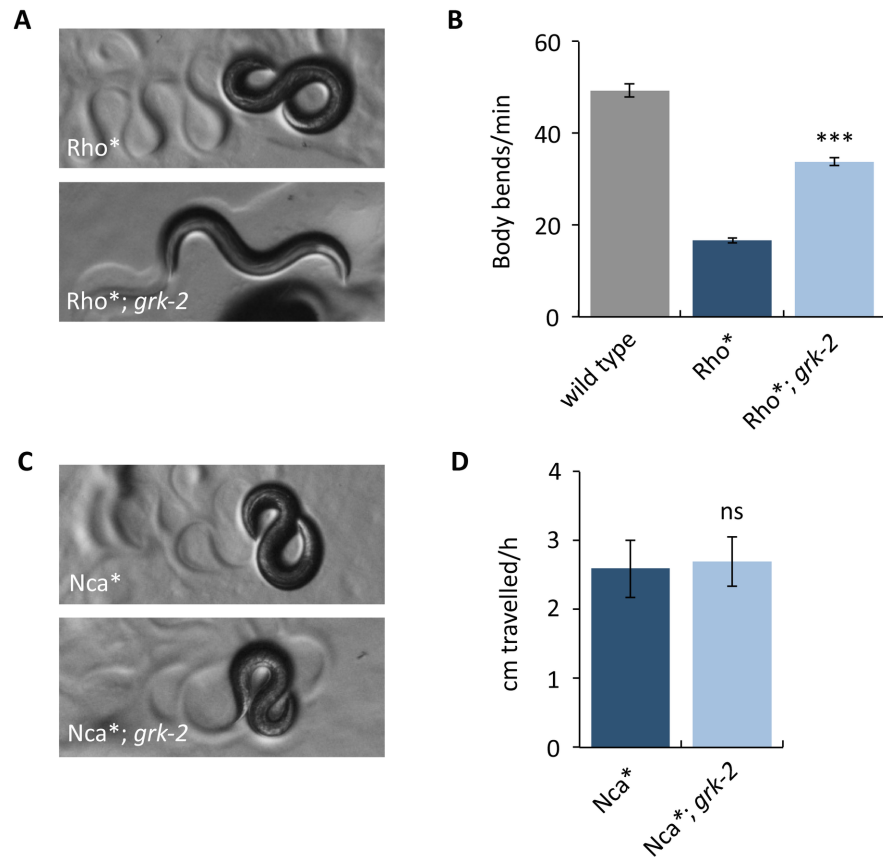 A
Rho*
Rho*; grk-2
B
Body bends/min
60
40
20
0
***
wild type
Rho*
Rho*; grk-2
C
Nca*
Nca*; grk-2
D
cm travelled/h
4
3
2
1
0
ns
Nca*
Nca*; grk-2